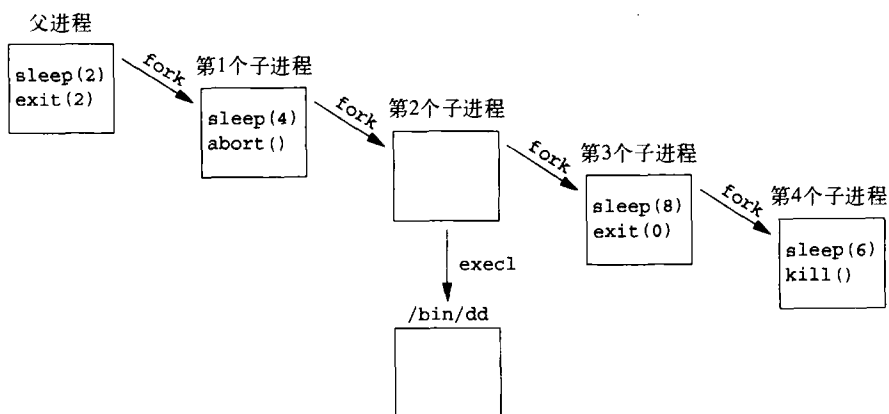 父进程
sleep(2)
exit(2)
fork
第1个子进程
sleep(4)
abort()
fork
第2个子进程
fork
第3个子进程
sleep(8)
exit(0)
fork
第4个子进程
sleep(6)
kill()
execl
/bin/dd